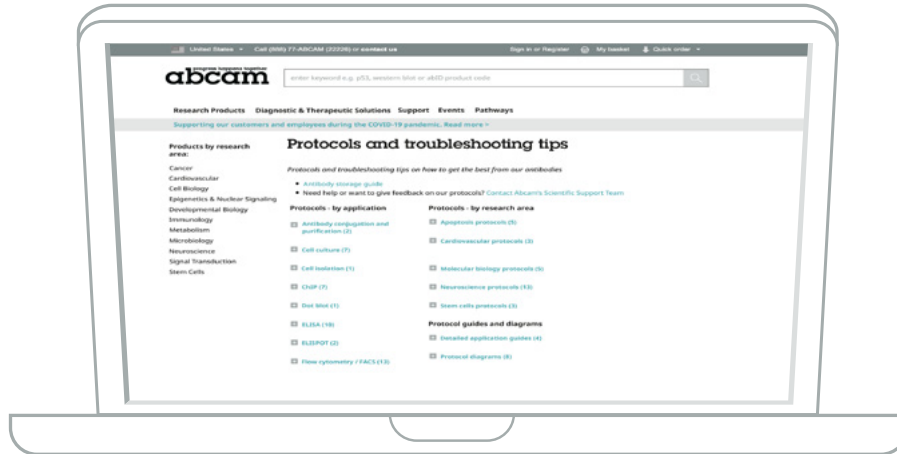 United States Call (888) 77-ABCAM (22226) or contact us Sign in or Register My basket Quick order
progress happens together
abcam
enter keyword e.g. p53, western blot or abID product code
Research Products Diagnostic & Therapeutic Solutions Support Events Pathways
Supporting our customers and employees during the COVID-19 pandemic. Read more >
Products by research area:
Cancer
Cardiovascular
Cell Biology
Epigenetics & Nuclear Signaling
Developmental Biology
Immunology
Metabolism
Microbiology
Neuroscience
Signal Transduction
Stem Cells
Protocols and troubleshooting tips
Protocols and troubleshooting tips on how to get the best from our antibodies
Antibody storage guide
Need help or want to give feedback on our protocols? Contact Abcam's Scientific Support Team
Protocols - by application
Antibody conjugation and
purification (2)
Cell culture (7)
Cell isolation (1)
ChIP (7)
Dot blot (1)
ELISA (18)
ELISPOT (2)
Flow cytometry / FACS (13)
Protocols - by research area
Apoptosis protocols (5)
Cardiovascular protocols (3)
Molecular biology protocols (5)
Neuroscience protocols (13)
Stem cells protocols (3)
Protocol guides and diagrams
Detailed application guides (4)
Protocol diagrams (8)